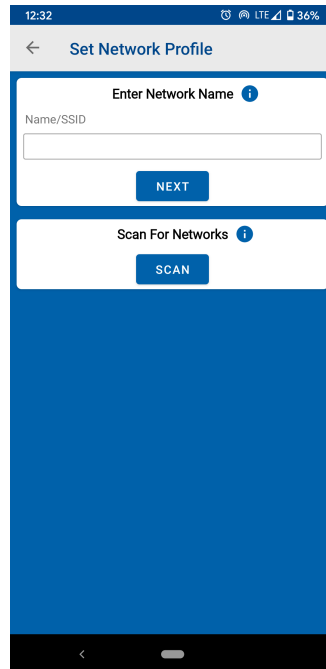 12:32 LTE 36%
Set Network Profile
Enter Network Name i
Name/SSID
NEXT
Scan For Networks i
SCAN